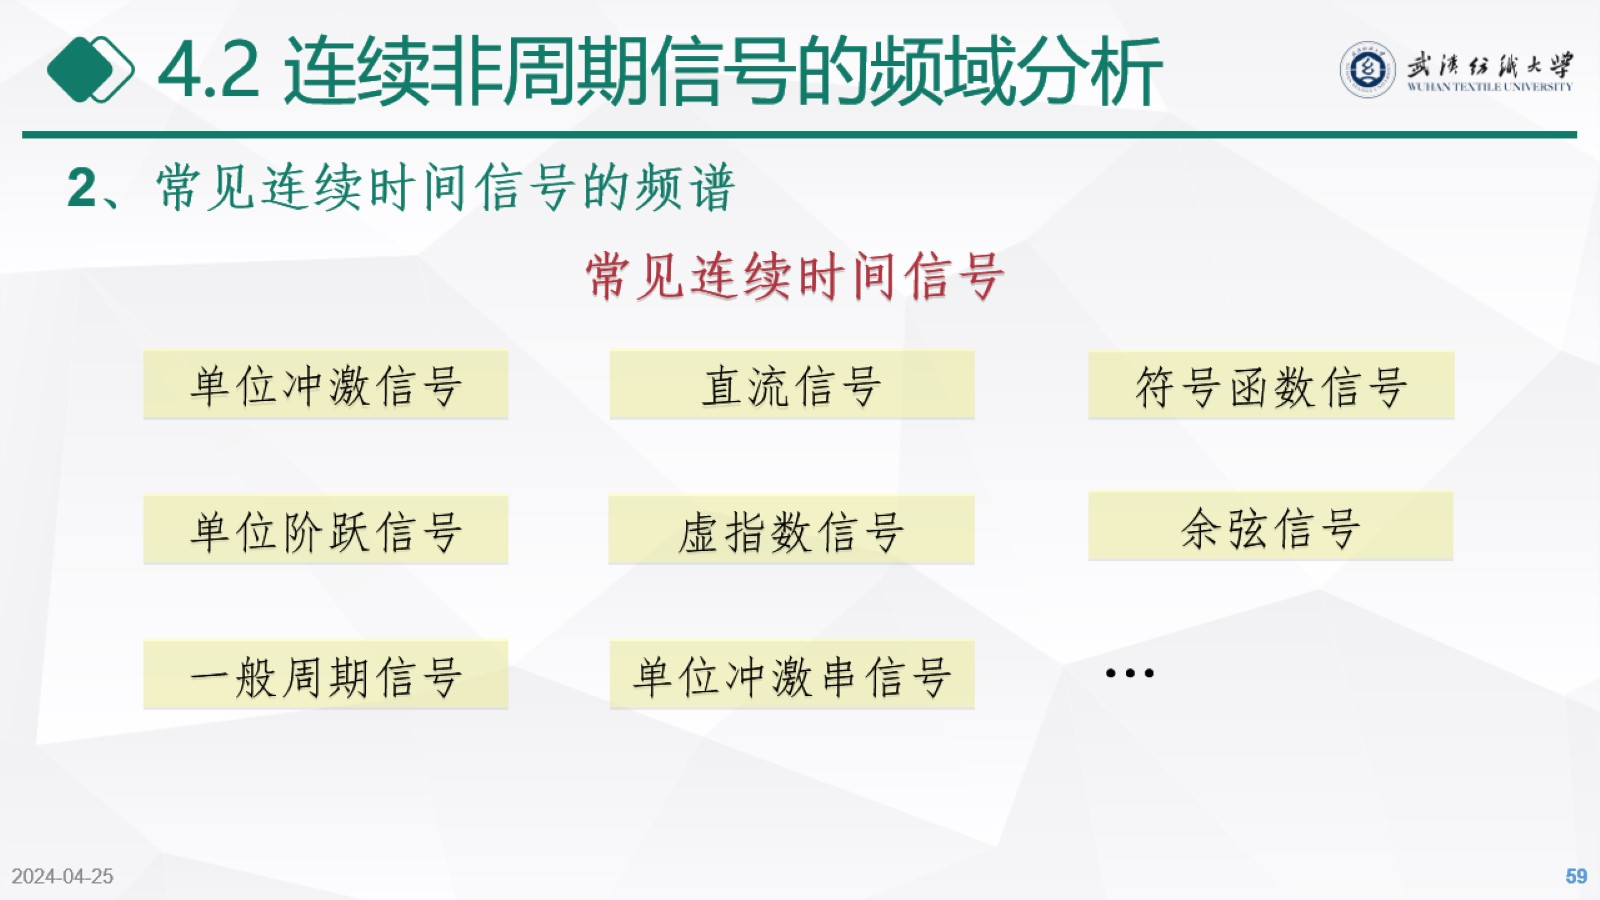 4.2 连续非周期信号的频域分析
武汉纺织大学
WUHAN TEXTILE UNIVERSITY
2、常见连续时间信号的频谱
常见连续时间信号
单位冲激信号
直流信号
符号函数信号
单位阶跃信号
虚指数信号
余弦信号
一般周期信号
单位冲激串信号
…
2024-04-25
59